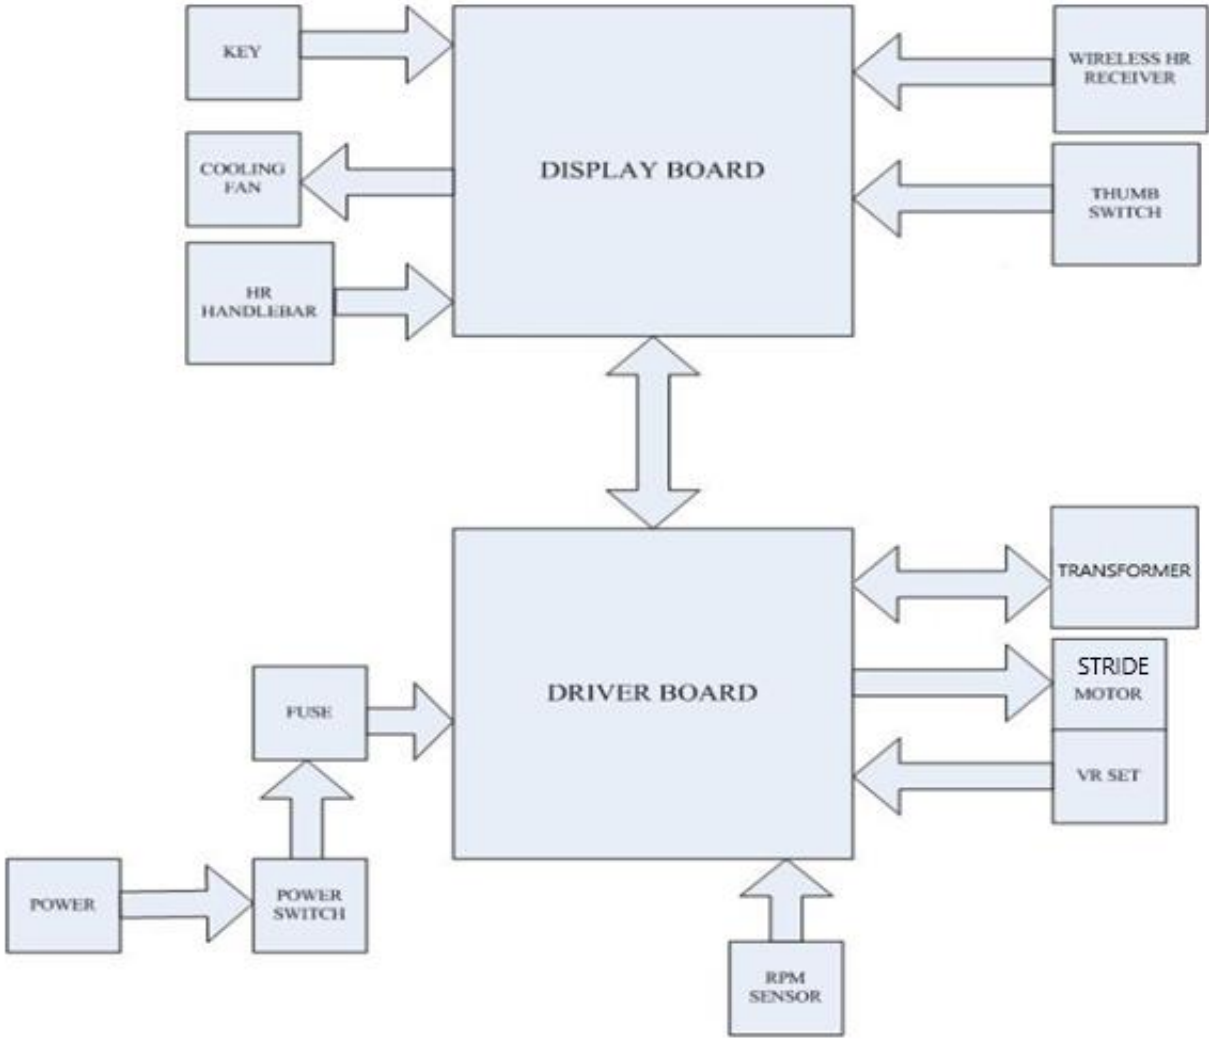 KEY
WIRELESS HR
RECEIVER
COOLING
FAN
DISPLAY BOARD
THUMB
SWITCH
HR
HANDLEBAR
TRANSFORMER
STRIDE
MOTOR
FUSE
DRIVER BOARD
VR SET
POWER
POWER
SWITCH
RPM
SENSOR